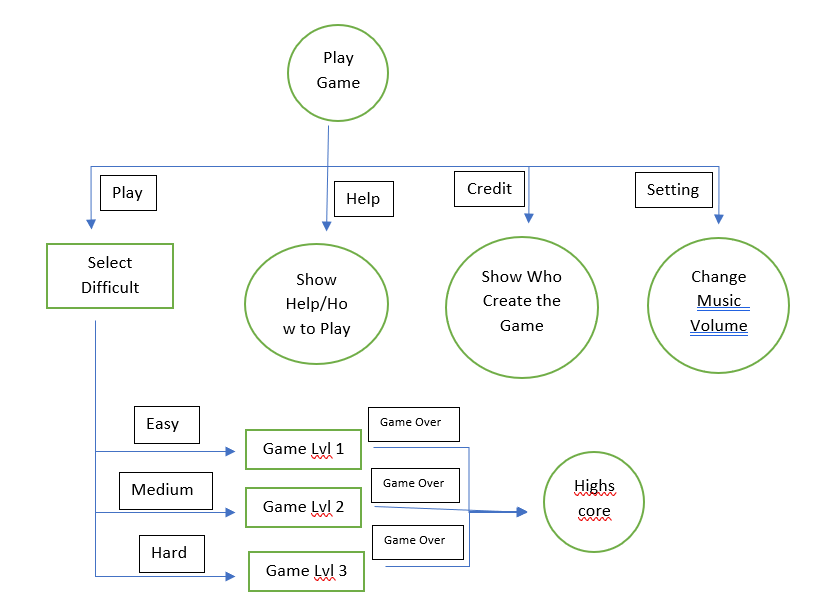 Play
Game
Play
Help
Credit
Setting
Select
Difficult
Show
Help/Ho
w to Play
Show Who
Create the
Game
Change
Music
Volume
Easy
Game Lvl 1
Game Over
Medium
Game Lvl 2
Game Over
Hard
Game Lvl 3
Game Over
Highs
core